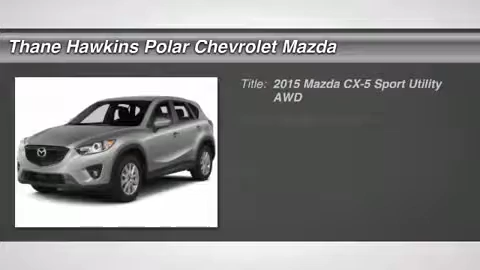 Thane Hawkins Polar Chevrolet Mazda
Title: 2015 Mazda CX-5 Sport Utility
AWD